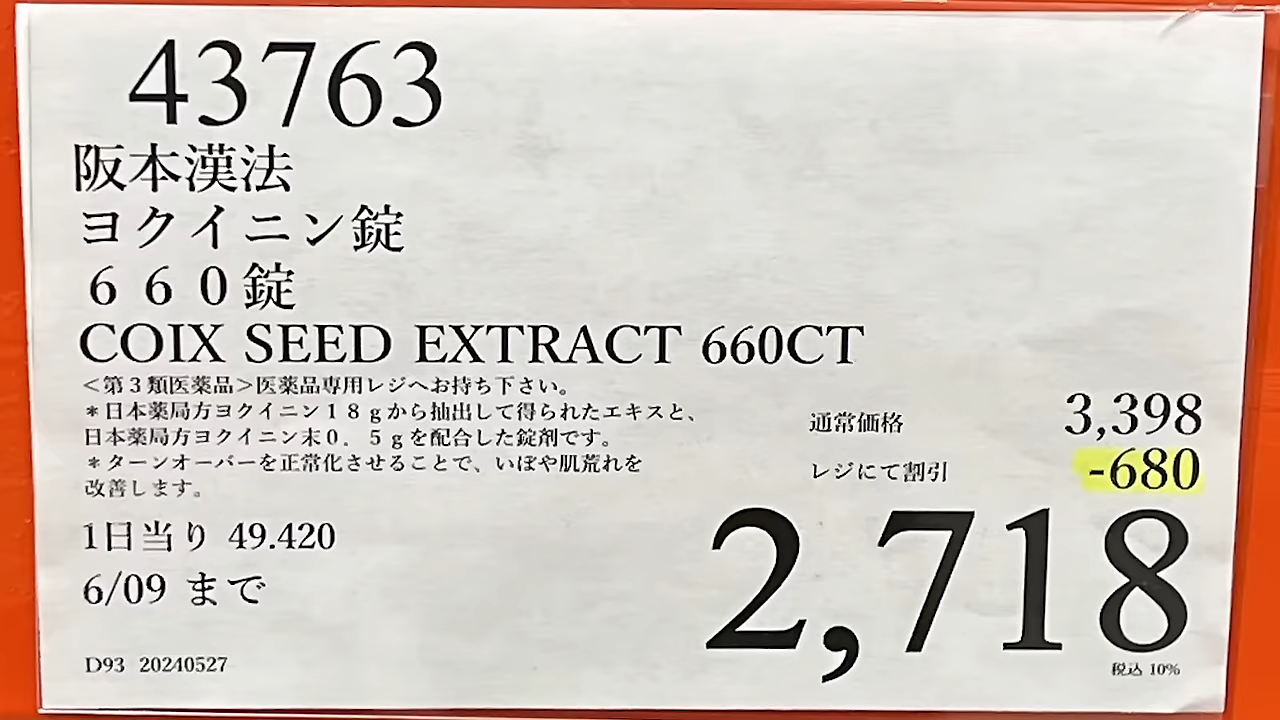 43763
阪本漢法
ヨクイニン錠
６６０錠
COIX SEED EXTRACT 660CT
＜第３類医薬品＞医薬品専用レジへお持ち下さい。
＊日本薬局方ヨクイニン１８ｇから抽出して得られたエキスと、
日本薬局方ヨクイニン末０．５ｇを配合した錠剤です。
＊ターンオーバーを正常化させることで、いぼや肌荒れを
改善します。
通常価格 3,398
レジにて割引 -680
2,718
税込 10%
1日当り 49.420
6/09 まで
D93 20240527